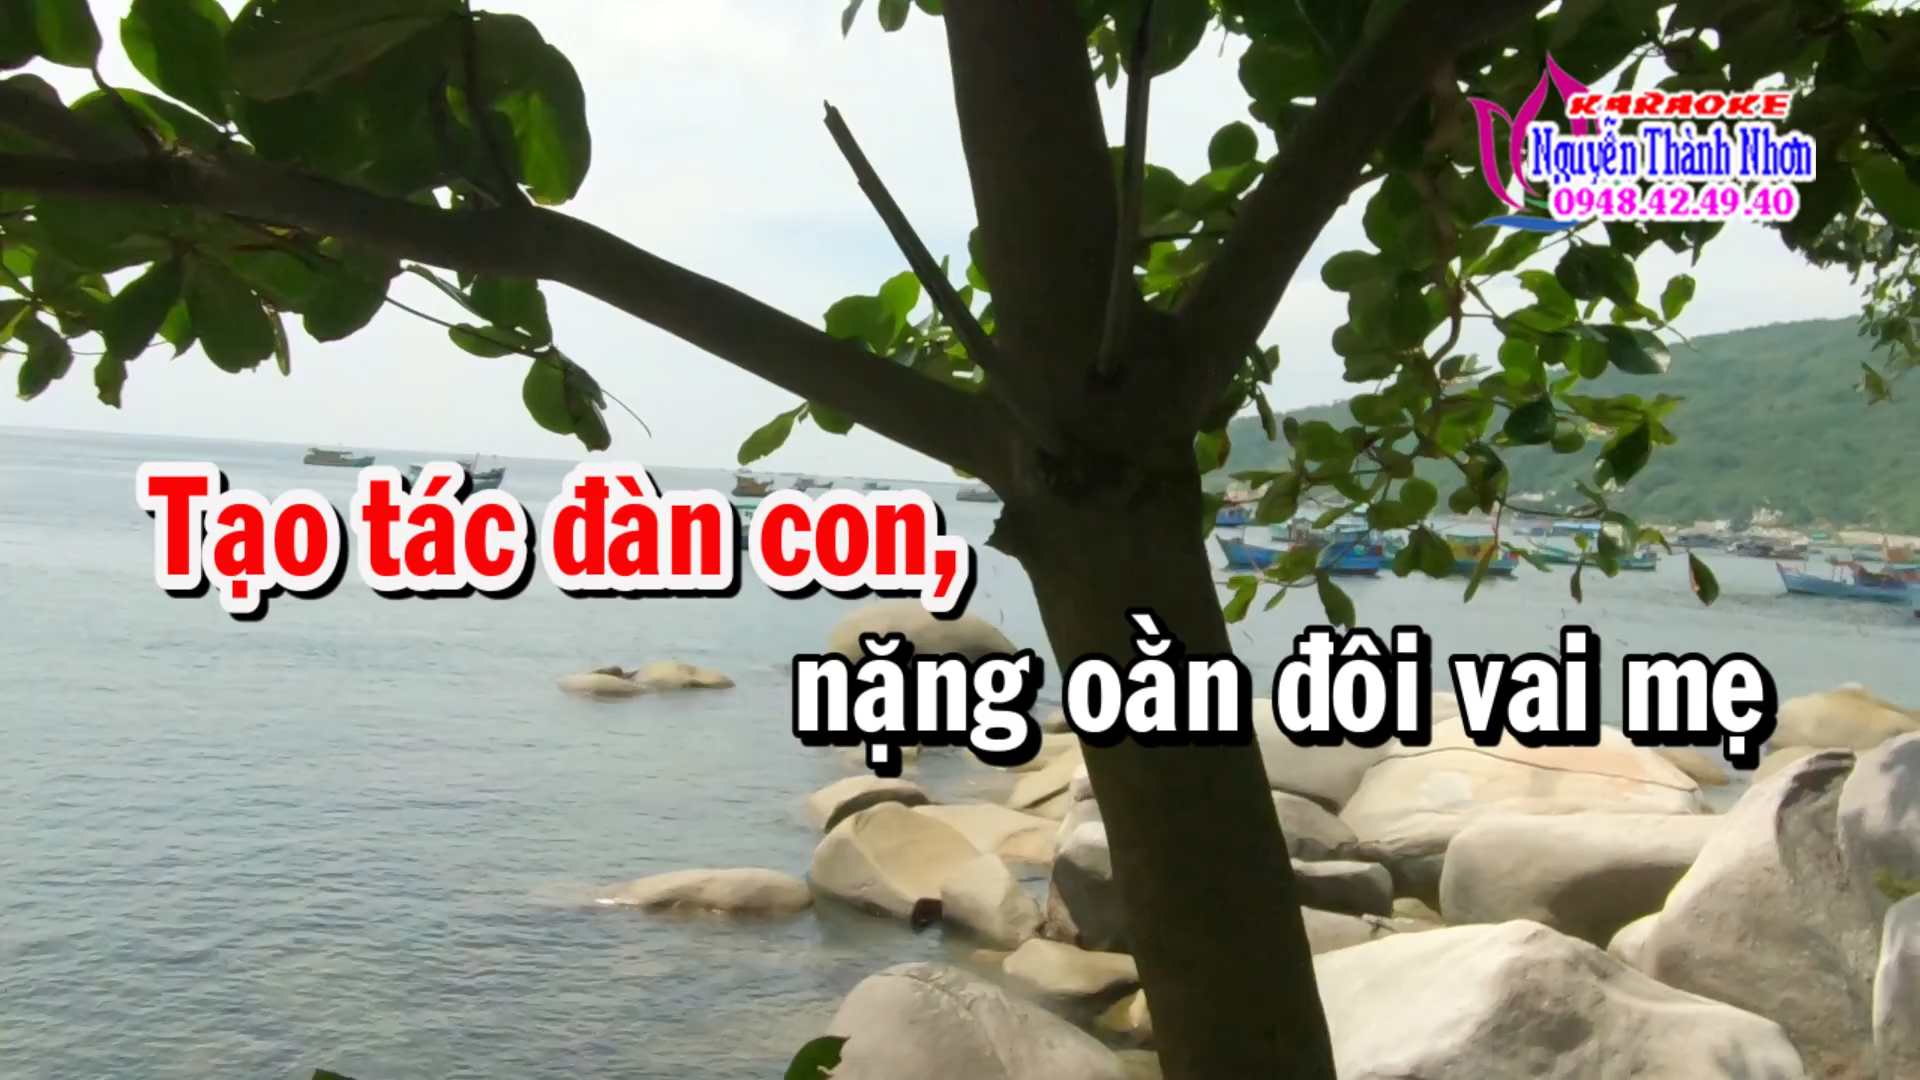 KARAOKE
Nguyễn Thành Nhơn
0948.42.49.40
Tạo tác đàn con,
nặng oằn đôi vai mẹ